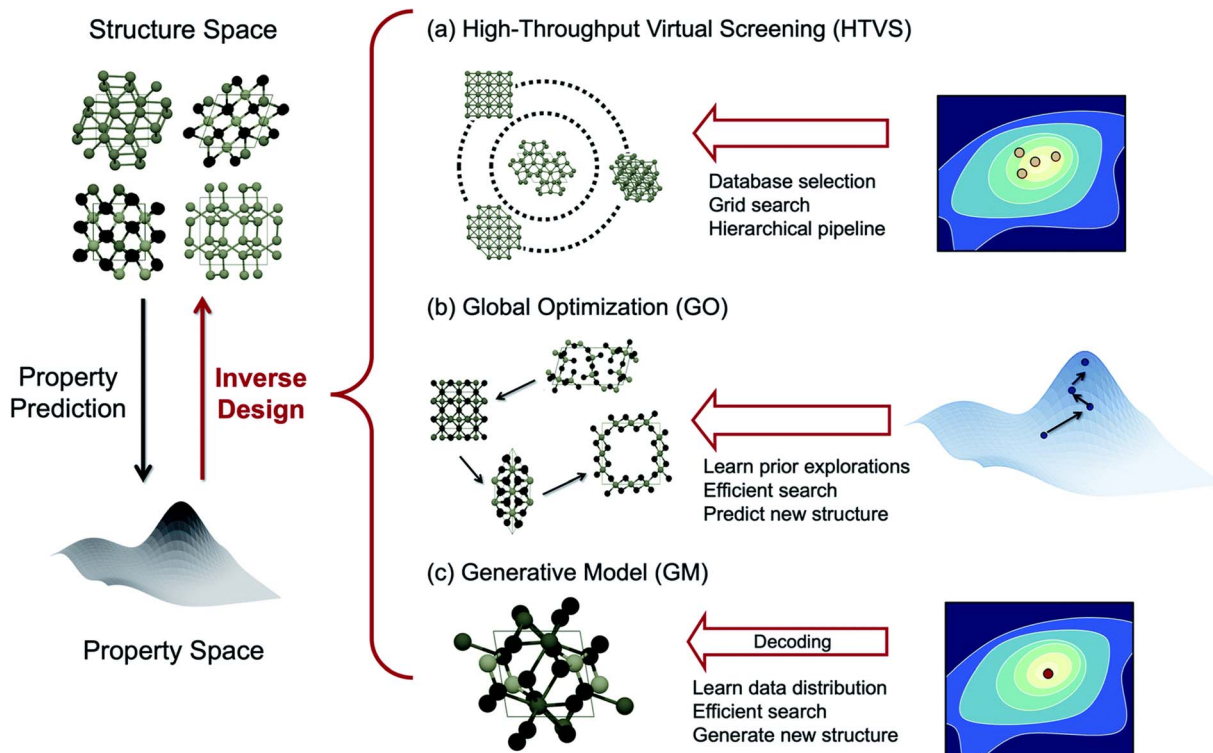 Structure Space
Property
Prediction
Inverse
Design
Property Space
(a) High-Throughput Virtual Screening (HTVS)
Database selection
Grid search
Hierarchical pipeline
(b) Global Optimization (GO)
Learn prior explorations
Efficient search
Predict new structure
(c) Generative Model (GM)
Decoding
Learn data distribution
Efficient search
Generate new structure